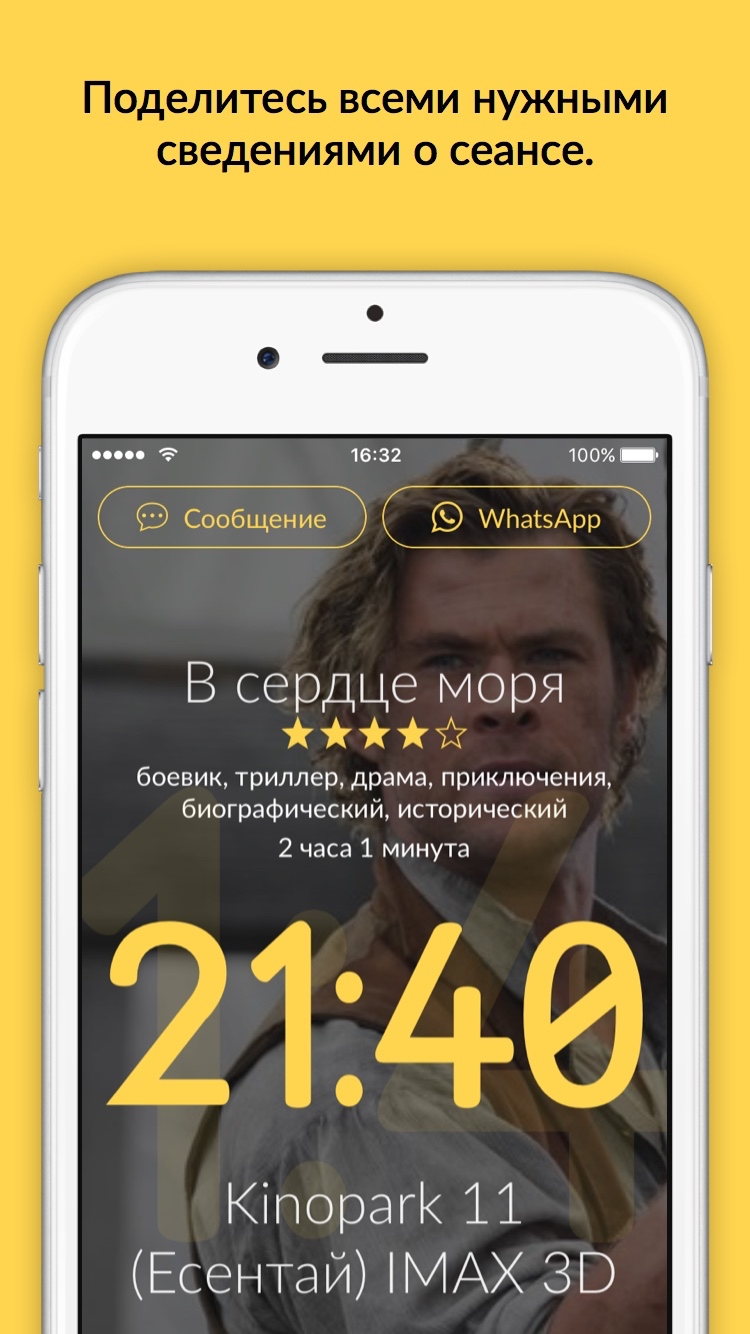 Поделитесь всеми нужными
сведениями о сеансе.
16:32
100%
Сообщение
WhatsApp
В сердце моря
боевик, триллер, драма, приключения,
биографический, исторический
2 часа 1 минута
21:40
Kinopark 11
(Есентай) IMAX 3D